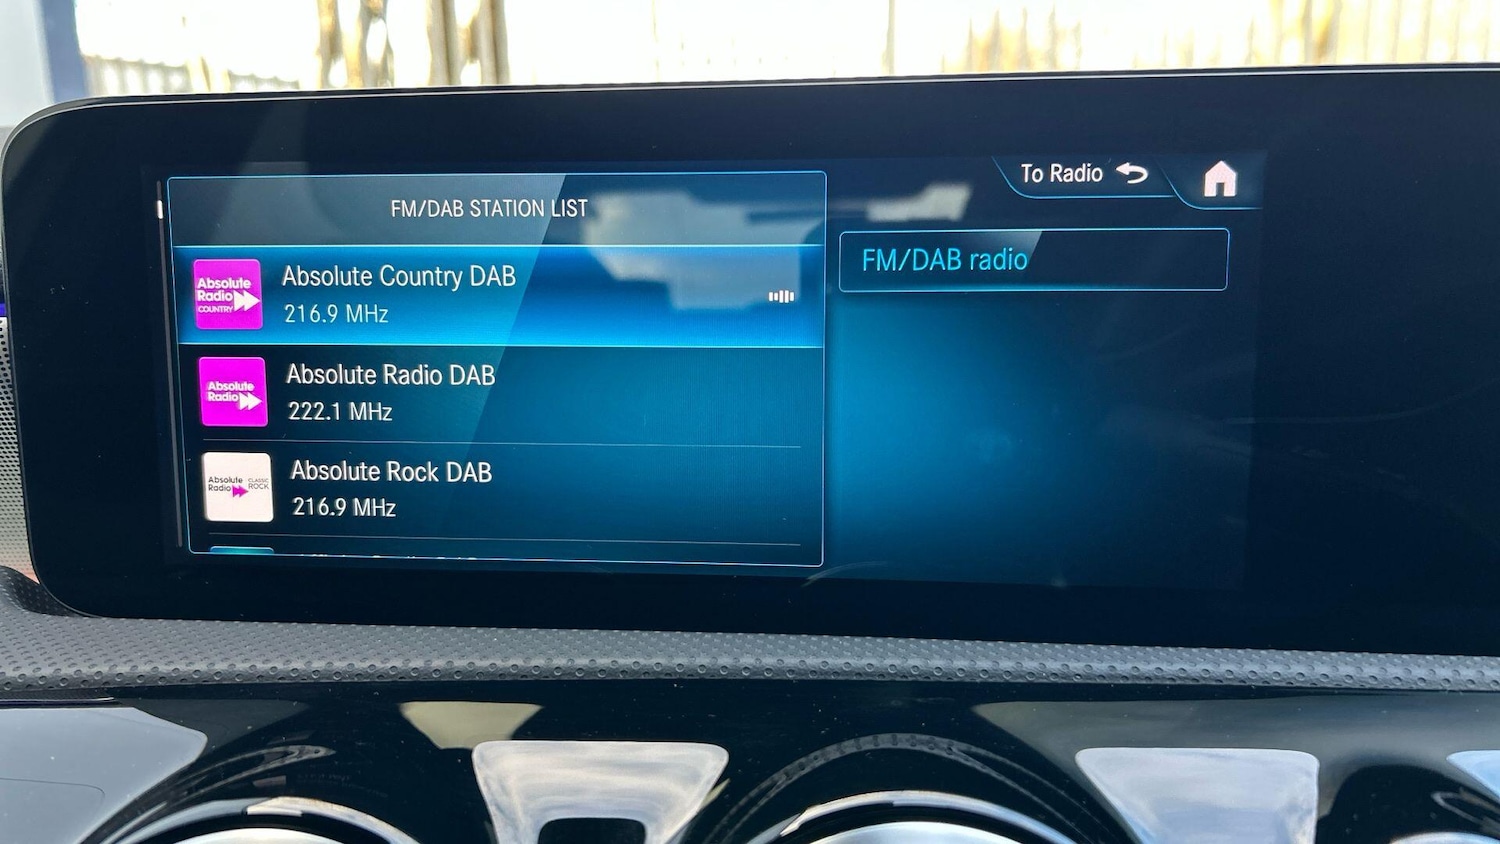 To Radio
FM/DAB STATION LIST
FM/DAB radio
Absolute
Radio
COUNTRY
Absolute Country DAB
216.9 MHz
Absolute
Radio
Absolute Radio DAB
222.1 MHz
Absolute
Radio
CLASSIC
ROCK
Absolute Rock DAB
216.9 MHz